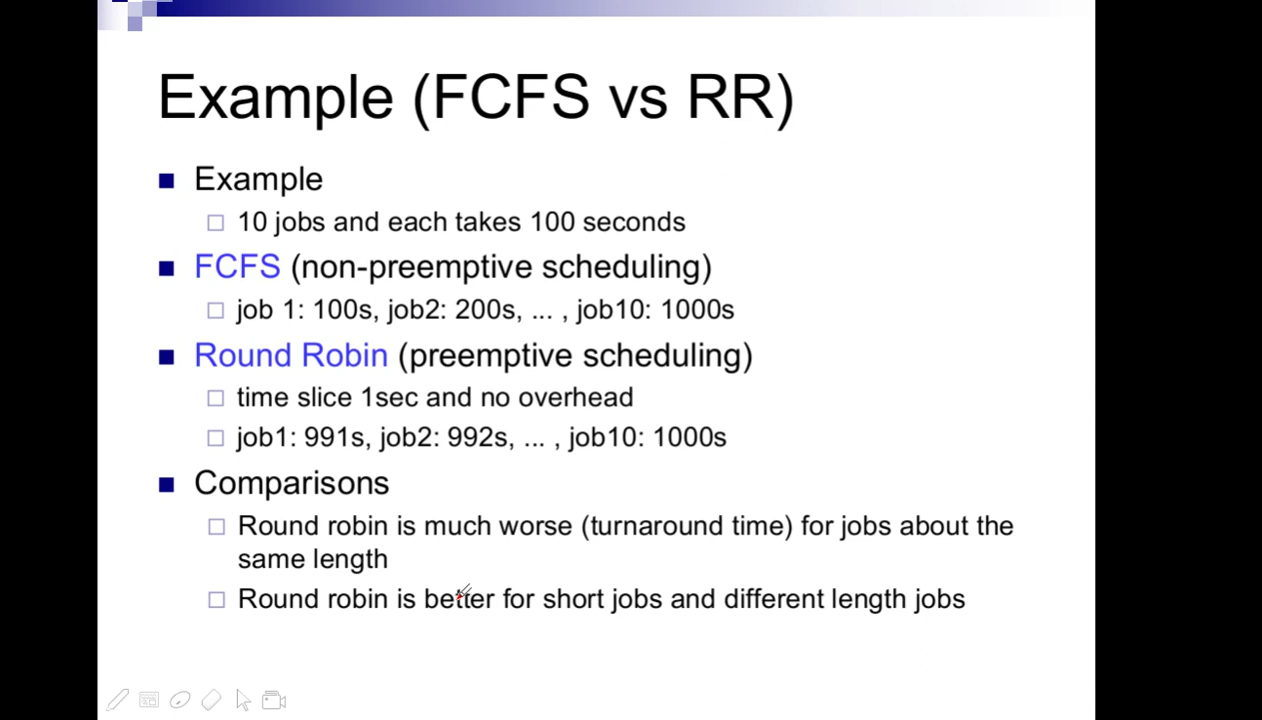 Example (FCFS vs RR)
Example
10 jobs and each takes 100 seconds
FCFS (non-preemptive scheduling)
job 1: 100s, job2: 200s, ... , job10: 1000s
Round Robin (preemptive scheduling)
time slice 1sec and no overhead
job1: 991s, job2: 992s, ... , job10: 1000s
Comparisons
Round robin is much worse (turnaround time) for jobs about the
same length
Round robin is better for short jobs and different length jobs